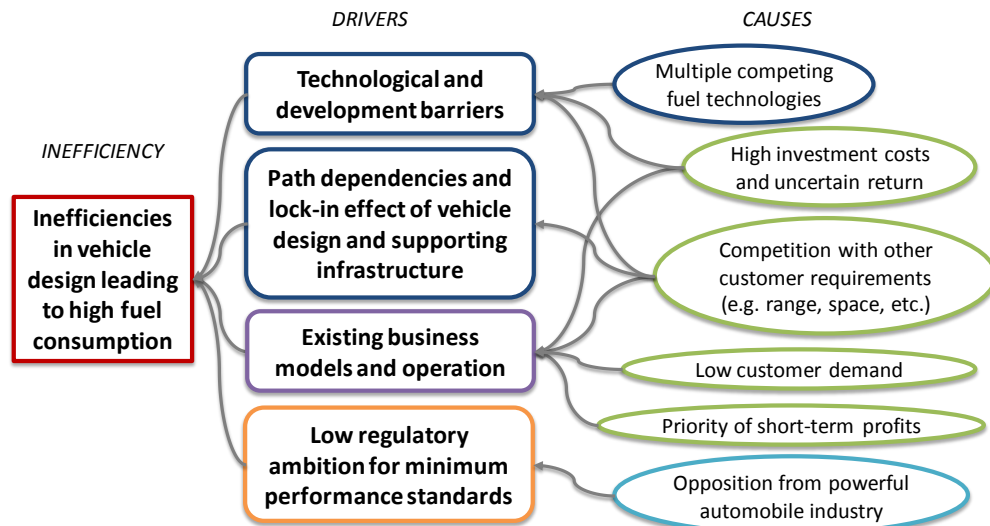 DRIVERS
CAUSES
INEFFICIENCY
Inefficiencies
in vehicle
design leading
to high fuel
consumption
Technological and
development barriers
Path dependencies and
lock-in effect of vehicle
design and supporting
infrastructure
Existing business
models and operation
Low regulatory
ambition for minimum
performance standards
Multiple competing
fuel technologies
High investment costs
and uncertain return
Competition with other
customer requirements
(e.g. range, space, etc.)
Low customer demand
Priority of short-term profits
Opposition from powerful
automobile industry